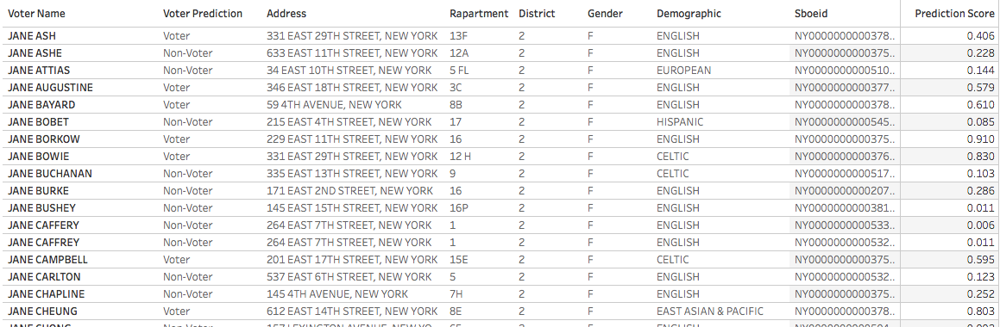 Voter Name Voter Prediction Address Rapartment District Gender Demographic Sboeid Prediction Score
JANE ASH Voter 331 EAST 29TH STREET, NEW YORK 13F 2 F ENGLISH NY0000000000378.. 0.406
JANE ASHE Non-Voter 633 EAST 11TH STREET, NEW YORK 12A 2 F ENGLISH NY0000000000375.. 0.228
JANE ATTIAS Non-Voter 34 EAST 10TH STREET, NEW YORK 5 FL 2 F EUROPEAN NY0000000000510.. 0.144
JANE AUGUSTINE Voter 346 EAST 18TH STREET, NEW YORK 3C 2 F ENGLISH NY0000000000377.. 0.579
JANE BAYARD Voter 59 4TH AVENUE, NEW YORK 8B 2 F ENGLISH NY0000000000378.. 0.610
JANE BOBET Non-Voter 215 EAST 4TH STREET, NEW YORK 17 2 F HISPANIC NY0000000000545.. 0.085
JANE BORKOW Voter 229 EAST 11TH STREET, NEW YORK 16 2 F ENGLISH NY0000000000375.. 0.910
JANE BOWIE Voter 331 EAST 29TH STREET, NEW YORK 12 H 2 F CELTIC NY0000000000376.. 0.830
JANE BUCHANAN Non-Voter 335 EAST 13TH STREET, NEW YORK 9 2 F CELTIC NY0000000000517.. 0.103
JANE BURKE Non-Voter 171 EAST 2ND STREET, NEW YORK 16 2 F ENGLISH NY0000000000207.. 0.286
JANE BUSHEY Non-Voter 145 EAST 15TH STREET, NEW YORK 16P 2 F ENGLISH NY0000000000381.. 0.011
JANE CAFFERY Non-Voter 264 EAST 7TH STREET, NEW YORK 1 2 F ENGLISH NY0000000000533.. 0.006
JANE CAFFREY Non-Voter 264 EAST 7TH STREET, NEW YORK 1 2 F ENGLISH NY0000000000532.. 0.011
JANE CAMPBELL Voter 201 EAST 17TH STREET, NEW YORK 15E 2 F CELTIC NY0000000000375.. 0.595
JANE CARLTON Non-Voter 537 EAST 6TH STREET, NEW YORK 5 2 F ENGLISH NY0000000000532.. 0.123
JANE CHAPLINE Non-Voter 145 4TH AVENUE, NEW YORK 7H 2 F ENGLISH NY0000000000375.. 0.252
JANE CHEUNG Voter 612 EAST 14TH STREET, NEW YORK 8E 2 F EAST ASIAN & PACIFIC NY0000000000378.. 0.803